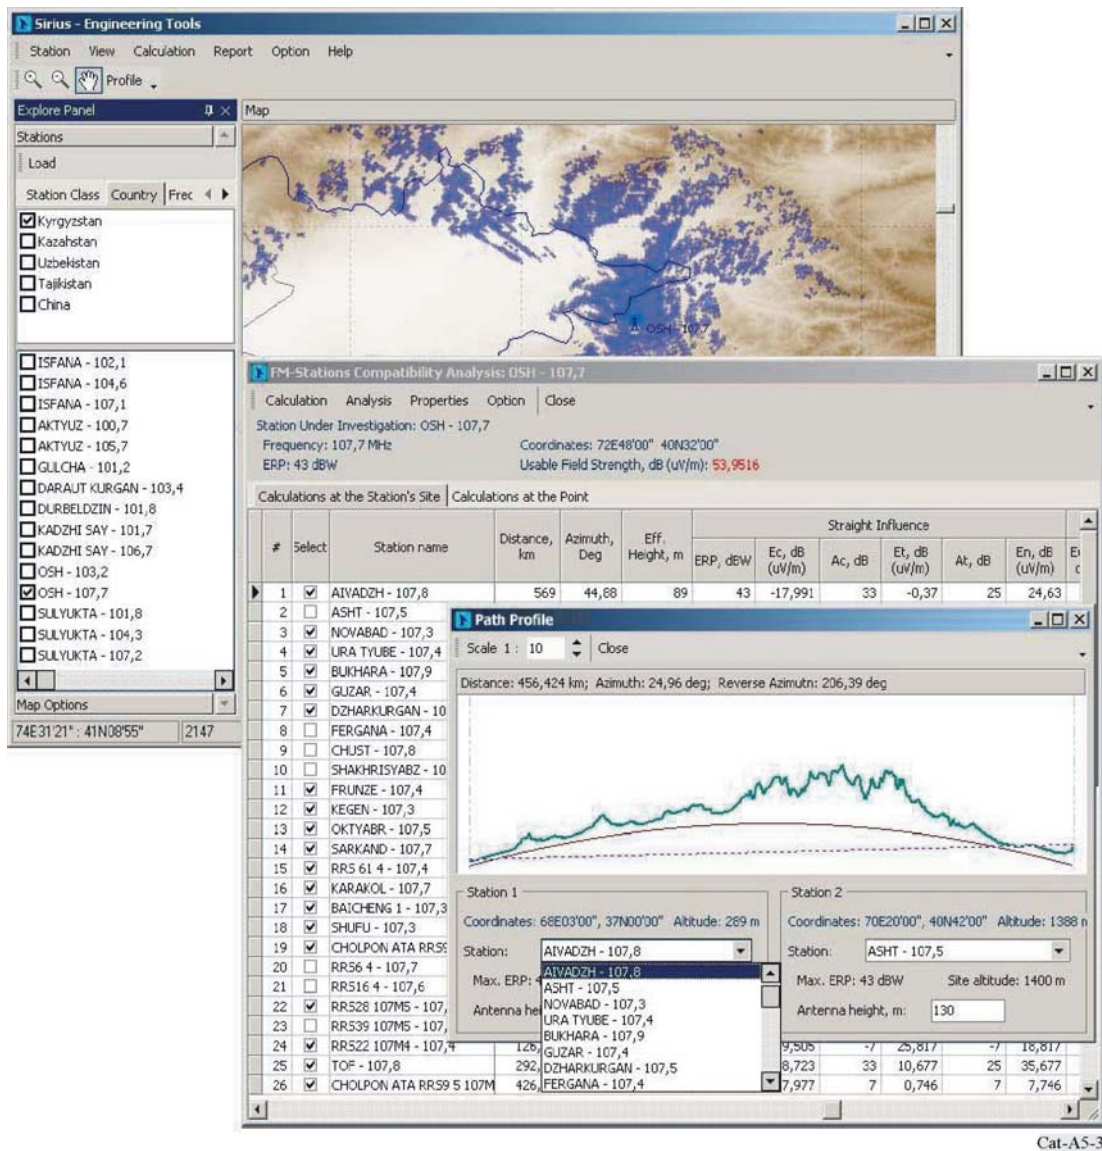 Sirius - Engineering Tools
Station View Calculation Report Option Help
Profile
Explore Panel
Map
Stations
Load
Station Class Country Frec
Kyrgyzstan
Kazahstan
Uzbekistan
Tajikistan
China
OSH - 107,7
ISFANA - 102,1
ISFANA - 104,6
ISFANA - 107,1
AKTYUZ - 100,7
AKTYUZ - 105,7
GULCHA - 101,2
DARAUT KURGAN - 103,4
DURBELDZIN - 101,8
KADZHI SAY - 101,7
KADZHI SAY - 106,7
OSH - 103,2
OSH - 107,7
SULYUKTA - 101,8
SULYUKTA - 104,3
SULYUKTA - 107,2
Map Options
74E31'21" : 41N08'55" 2147
FM-Stations Compatibility Analysis: OSH - 107,7
Calculation Analysis Properties Option Close
Station Under Investigation: OSH - 107,7
Frequency: 107,7 MHz Coordinates: 72E48'00" 40N32'00"
ERP: 43 dBW Usable Field Strength, dB (uV/m): 53,9516
Calculations at the Station's Site Calculations at the Point
Straight Influence
# Select Station name Distance, km Azimuth, Deg Eff. Height, m ERP, dBW Ec, dB (uV/m) Ac, dB Et, dB (uV/m) At, dB En, dB (uV/m)
1 AIVADZH - 107,8 569 44,88 89 43 -17,991 33 -0,37 25 24,63
2 ASHT - 107,5
3 NOVABAD - 107,3
4 URA TYUBE - 107,4
5 BUKHARA - 107,9
6 GUZAR - 107,4
7 DZHARKURGAN - 10
8 FERGANA - 107,4
9 CHUST - 107,8
10 SHAKHRISYABZ - 10
11 FRUNZE - 107,4
12 KEGEN - 107,3
13 OKTYABR - 107,5
14 SARKAND - 107,7
15 RR5 61 4 - 107,4
16 KARAKOL - 107,7
17 BAICHENG 1 - 107,3
18 SHUFU - 107,3
19 CHOLPON ATA RRS9
20 RR56 4 - 107,7
21 RR516 4 - 107,6
22 RR528 107M5 - 107,
23 RR539 107M5 - 107,
24 RR522 107M4 - 107,4 126, 9,505 -7 25,817 -7 18,817
25 TOF - 107,8 292, 8,723 33 10,677 25 35,677
26 CHOLPON ATA RRS9 5 107M 426, 7,977 7 0,746 7 7,746
Path Profile
Scale 1 : 10 Close
Distance: 456,424 km; Azimuth: 24,96 deg; Reverse Azimutn: 206,39 deg
Station 1
Coordinates: 68E03'00", 37N00'00" Altitude: 289 m
Station: AIVADZH - 107,8
Max. ERP: 4
Antenna hei
AIVADZH - 107,8
ASHT - 107,5
NOVABAD - 107,3
URA TYUBE - 107,4
BUKHARA - 107,9
GUZAR - 107,4
DZHARKURGAN - 107,5
FERGANA - 107,4
Station 2
Coordinates: 70E20'00", 40N42'00" Altitude: 1388 m
Station: ASHT - 107,5
Max. ERP: 43 dBW Site altitude: 1400 m
Antenna height, m: 130
Cat-A5-3